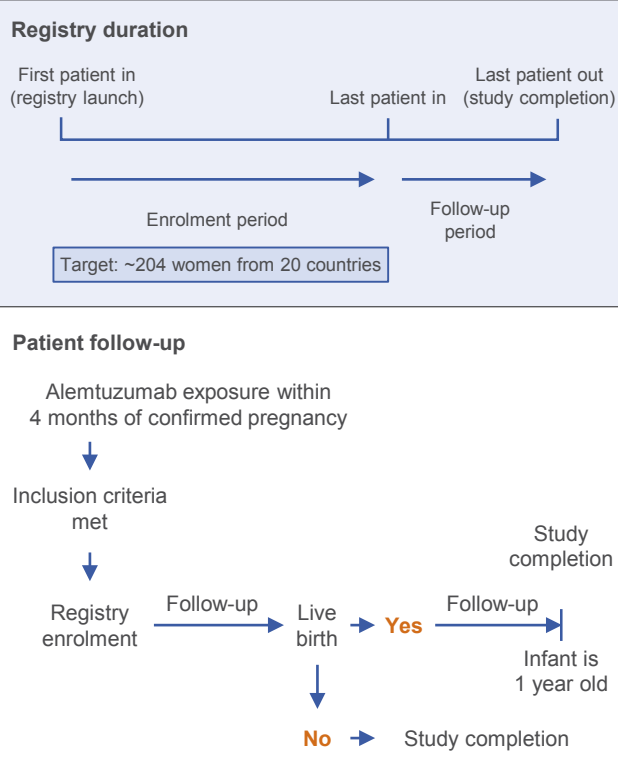 Registry duration
First patient in
(registry launch)
Last patient in
Last patient out
(study completion)
Enrolment period
Follow-up
period
Target: ~204 women from 20 countries
Patient follow-up
Alemtuzumab exposure within
4 months of confirmed pregnancy
Inclusion criteria
met
Registry
enrolment
Follow-up
Live
birth
Yes
Follow-up
Study
completion
Infant is
1 year old
No
Study completion